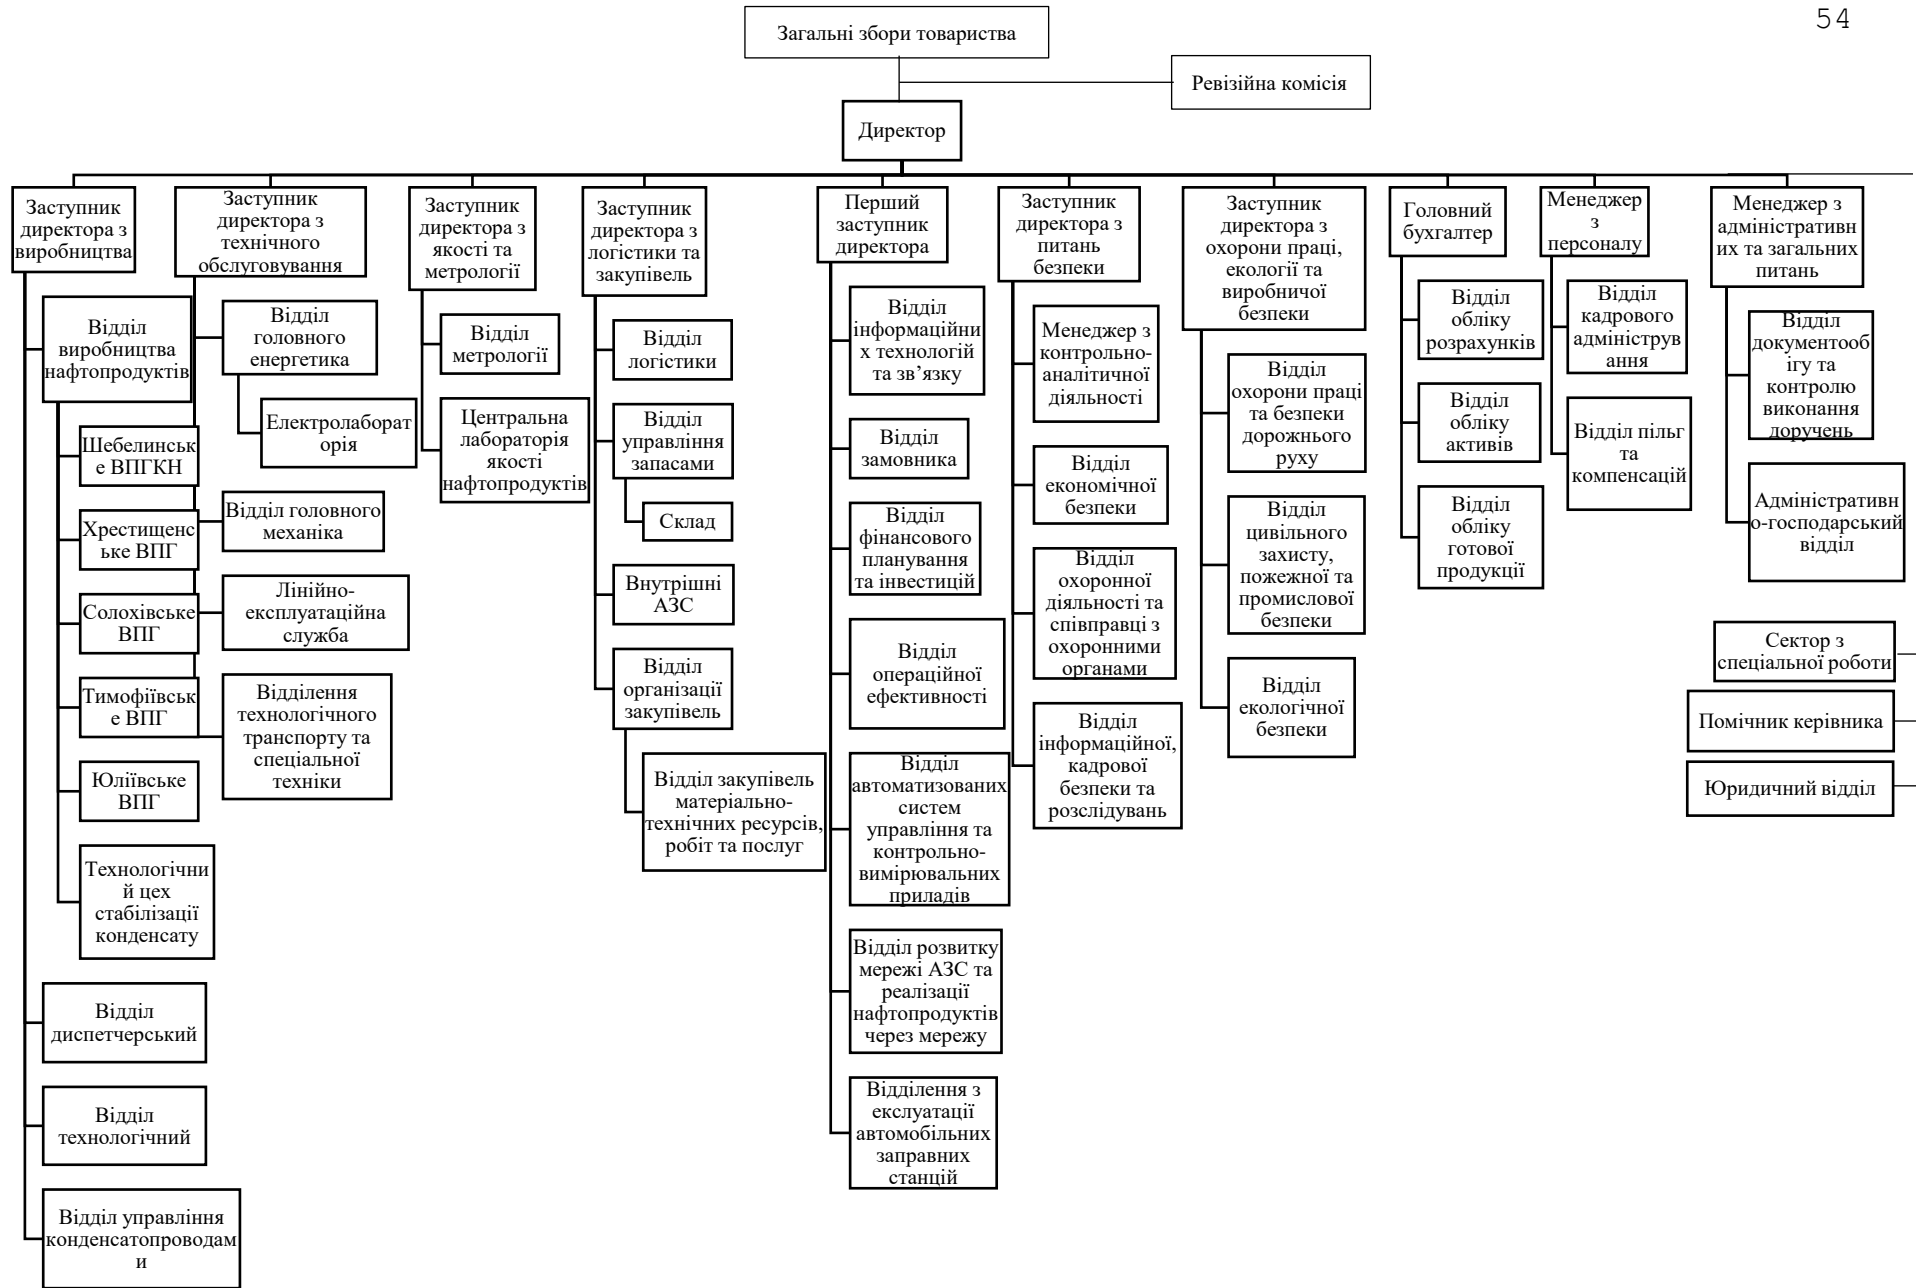 54
Загальні збори товариства
Ревізійна комісія
Директор
Заступник
директора з
виробництва
Відділ
виробництва
нафтопродуктів
Шебелинськ
е ВПГКН
Хрестищенс
ьке ВПГ
Солохівське
ВПГ
Тимофіївськ
е ВПГ
Юліївське
ВПГ
Технологічни
й цех
стабілізації
конденсату
Відділ
диспетчерський
Відділ
технологічний
Відділ управління
конденсатопроводам
и
Заступник
директора з
технічного
обслуговування
Відділ
головного
енергетика
Електролаборат
орія
Відділ головного
механіка
Лінійно-
експлуатаційна
служба
Відділення
технологічного
транспорту та
спеціальної
техніки
Заступник
директора з
якості та
метрології
Відділ
метрології
Центральна
лабораторія
якості
нафтопродуктів
Заступник
директора з
логістики та
закупівель
Відділ
логістики
Відділ
управління
запасами
Склад
Внутрішні
АЗС
Відділ
організації
закупівель
Відділ закупівель
матеріально-
технічних ресурсів,
робіт та послуг
Перший
заступник
директора
Відділ
інформаційни
х технологій
та зв’язку
Відділ
замовника
Відділ
фінансового
планування
та інвестицій
Відділ
операційної
ефективності
Відділ
автоматизованих
систем
управління та
контрольно-
вимірювальних
приладів
Відділ розвитку
мережі АЗС та
реалізації
нафтопродуктів
через мережу
Відділення з
екслуатації
автомобільних
заправних
станцій
Заступник
директора з
питань
безпеки
Менеджер з
контрольно-
аналітичної
діяльності
Відділ
економічної
безпеки
Відділ
охоронної
діяльності та
співправці з
охоронними
органами
Відділ
інформаційної,
кадрової
безпеки та
розслідувань
Заступник
директора з
охорони праці,
екології та
виробничої
безпеки
Відділ
охорони праці
та безпеки
дорожнього
руху
Відділ
цивільного
захисту,
пожежної та
промислової
безпеки
Відділ
екологічної
безпеки
Головний
бухгалтер
Відділ
обліку
розрахунків
Відділ
обліку
активів
Відділ
обліку
готової
продукції
Менеджер
з
персоналу
Відділ
кадрового
адмініструв
ання
Відділ пільг
та
компенсацій
Менеджер з
адміністративн
их та загальних
питань
Відділ
документооб
ігу та
контролю
виконання
доручень
Адміністративн
о-господарський
відділ
Сектор з
спеціальної роботи
Помічник керівника
Юридичний відділ